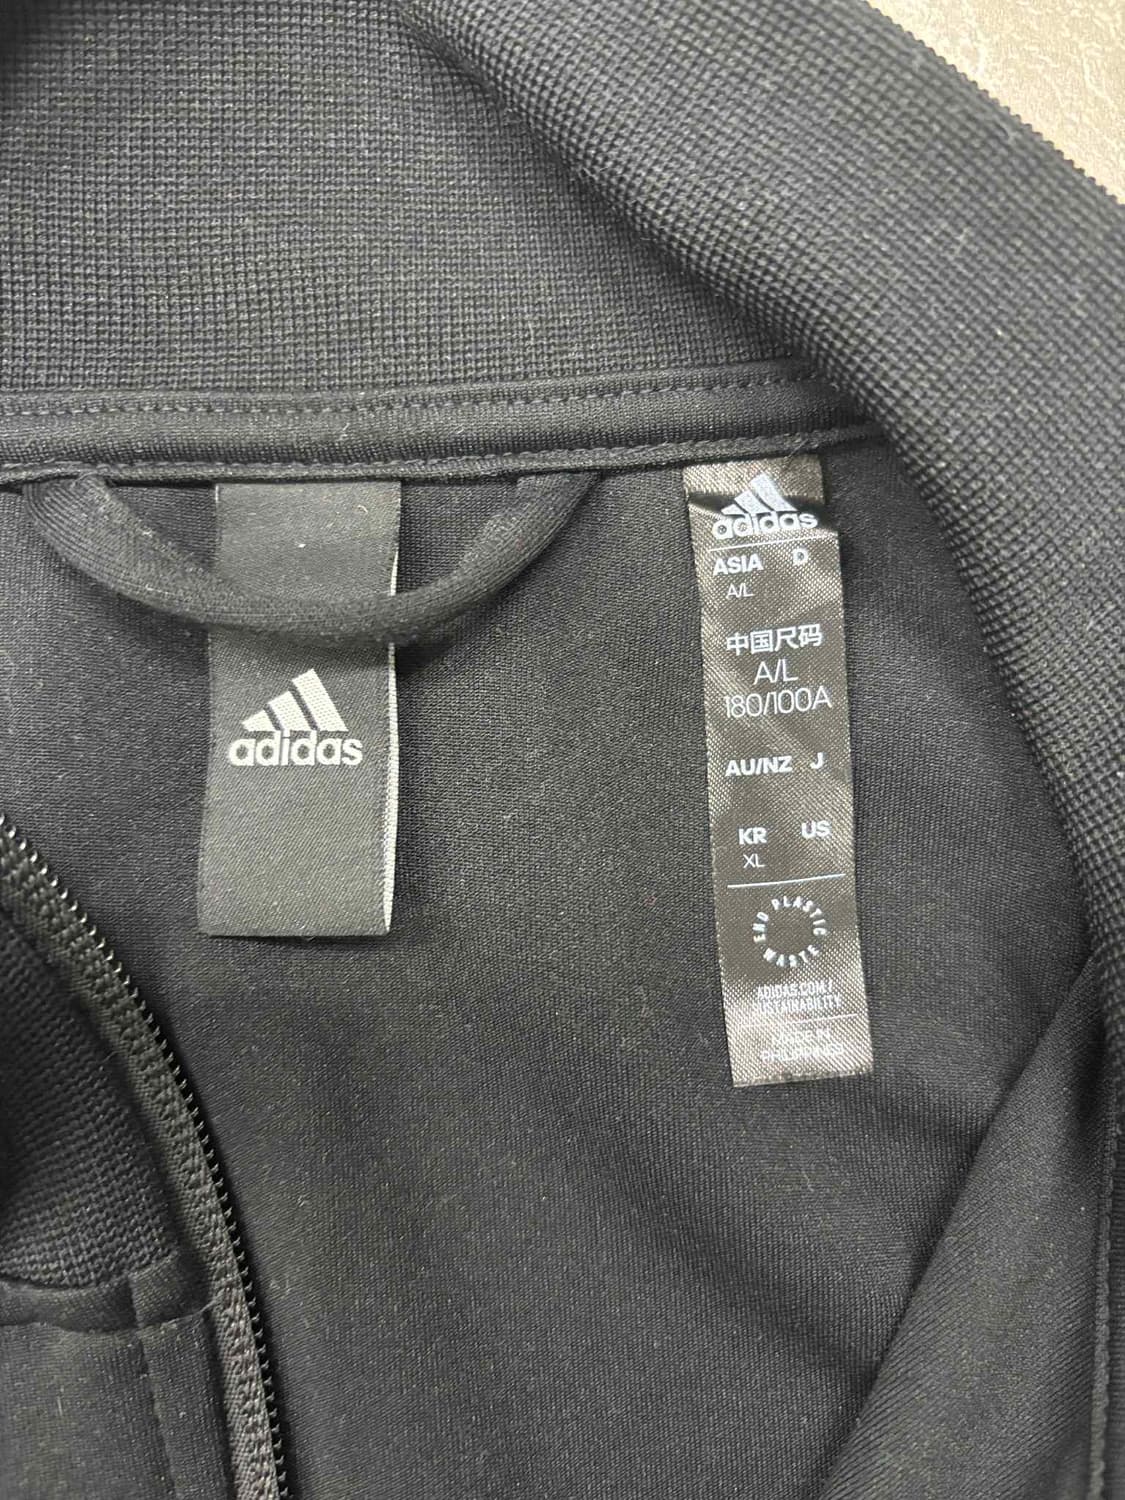 adidas
adidas
ASIA D
A/L
中国尺码
A/L
180/100A
AU/NZ J
KR US
XL
END PLASTIC WASTE
ADIDAS.COM/
SUSTAINABILITY
MADE IN
PHILIPPINES